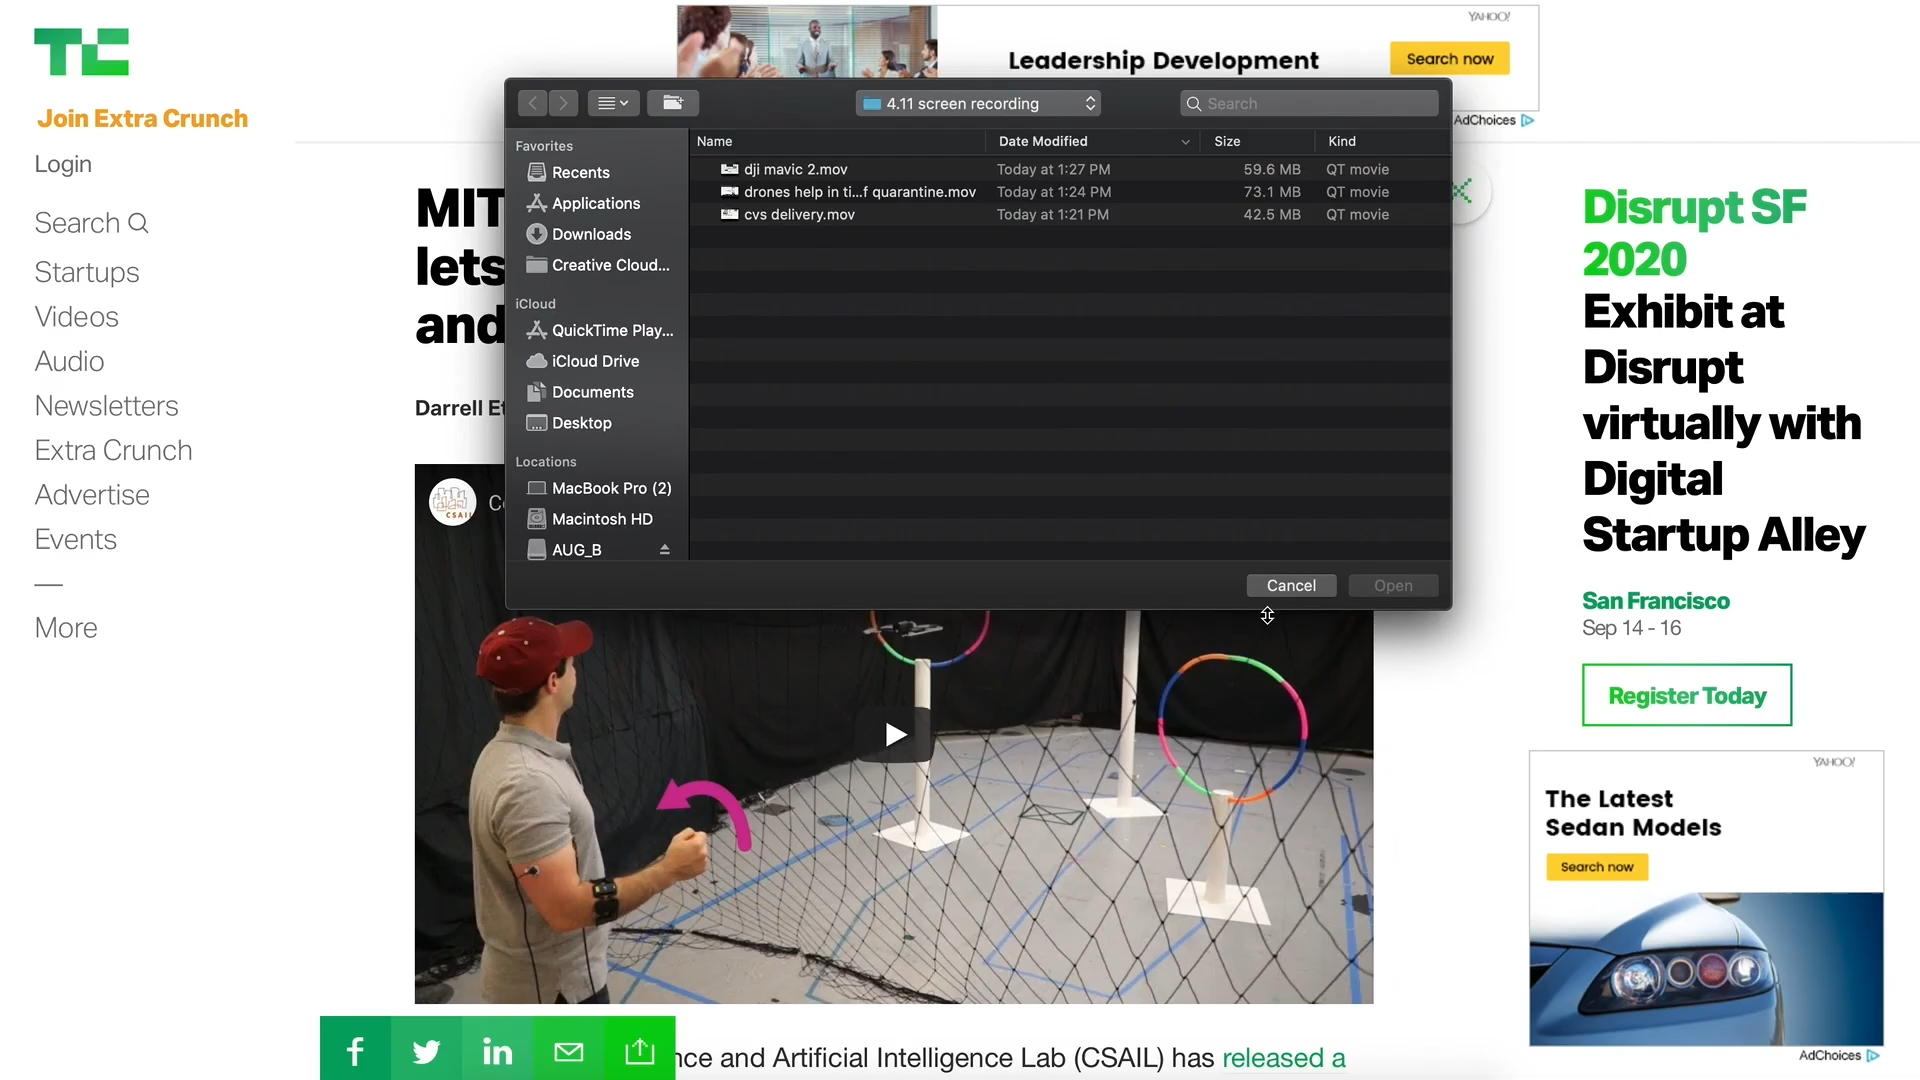 TC
Join Extra Crunch
Login
Search
Startups
Videos
Audio
Newsletters
Extra Crunch
Advertise
Events
More
YAHOO!
Leadership Development
Search now
AdChoices
4.11 screen recording
Search
Favorites
Recents
Applications
Downloads
Creative Cloud...
iCloud
QuickTime Play...
iCloud Drive
Documents
Desktop
Locations
MacBook Pro (2)
Macintosh HD
AUG_B
Name Date Modified Size Kind
dji mavic 2.mov Today at 1:27 PM 59.6 MB QT movie
drones help in ti...f quarantine.mov Today at 1:24 PM 73.1 MB QT movie
cvs delivery.mov Today at 1:21 PM 42.5 MB QT movie
Cancel Open
MIT
lets
and
Darrell
CSAIL
nce and Artificial Intelligence Lab (CSAIL) has released a
Disrupt SF
2020
Exhibit at
Disrupt
virtually with
Digital
Startup Alley
San Francisco
Sep 14 - 16
Register Today
YAHOO!
The Latest
Sedan Models
Search now
AdChoices